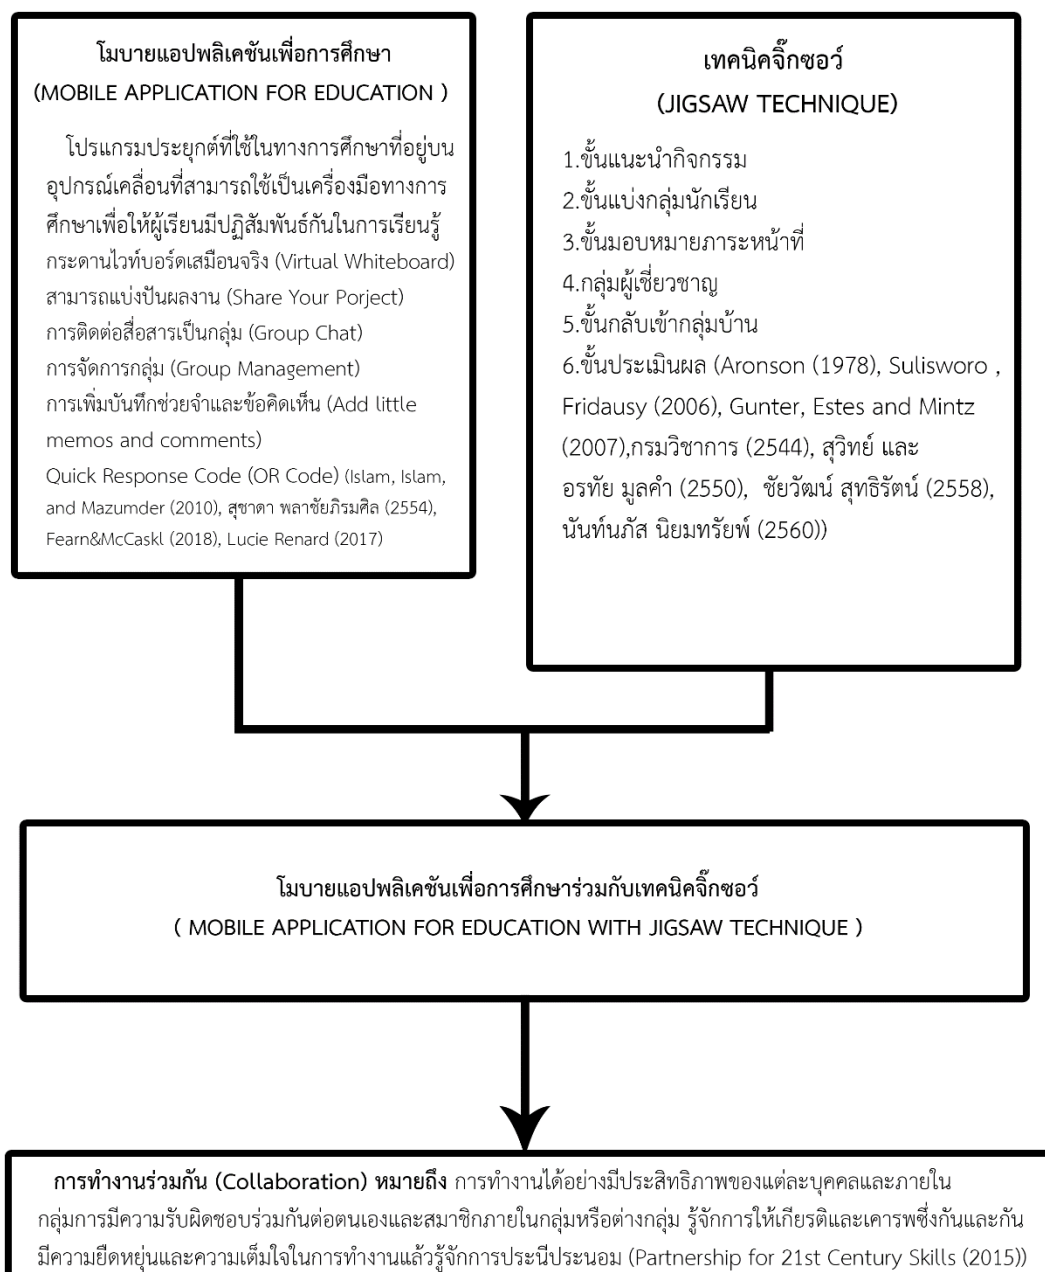 โมบายแอปพลิเคชันเพื่อการศึกษา
(MOBILE APPLICATION FOR EDUCATION )
โปรแกรมประยุกต์ที่ใช้ในทางการศึกษาที่อยู่บน
อุปกรณ์เคลื่อนที่สามารถใช้เป็นเครื่องมือทางการ
ศึกษาเพื่อให้ผู้เรียนมีปฏิสัมพันธ์กันในการเรียนรู้
กระดานไวท์บอร์ดเสมือนจริง (Virtual Whiteboard)
สามารถแบ่งปันผลงาน (Share Your Porject)
การติดต่อสื่อสารเป็นกลุ่ม (Group Chat)
การจัดการกลุ่ม (Group Management)
การเพิ่มบันทึกช่วยจำและข้อคิดเห็น (Add little
memos and comments)
Quick Response Code (OR Code) (Islam, Islam,
and Mazumder (2010), สุชาดา พลาชัยภิรมศิล (2554),
Fearn&McCaskl (2018), Lucie Renard (2017)
เทคนิคจิ๊กซอว์
(JIGSAW TECHNIQUE)
1.ขั้นแนะนำกิจกรรม
2.ขั้นแบ่งกลุ่มนักเรียน
3.ขั้นมอบหมายภาระหน้าที่
4.กลุ่มผู้เชี่ยวชาญ
5.ขั้นกลับเข้ากลุ่มบ้าน
6.ขั้นประเมินผล (Aronson (1978), Sulisworo ,
Fridausy (2006), Gunter, Estes and Mintz
(2007),กรมวิชาการ (2544), สุวิทย์ และ
อรทัย มูลคำ (2550), ชัยวัฒน์ สุทธิรัตน์ (2558),
นันท์นภัส นิยมทรัยพ์ (2560))
โมบายแอปพลิเคชันเพื่อการศึกษาร่วมกับเทคนิคจิ๊กซอว์
( MOBILE APPLICATION FOR EDUCATION WITH JIGSAW TECHNIQUE )
การทำงานร่วมกัน (Collaboration) หมายถึง การทำงานได้อย่างมีประสิทธิภาพของแต่ละบุคคลและภายใน
กลุ่มการมีความรับผิดชอบร่วมกันต่อตนเองและสมาชิกภายในกลุ่มหรือต่างกลุ่ม รู้จักการให้เกียรติและเคารพซึ่งกันและกัน
มีความยืดหยุ่นและความเต็มใจในการทำงานแล้วรู้จักการประนีประนอม (Partnership for 21st Century Skills (2015))